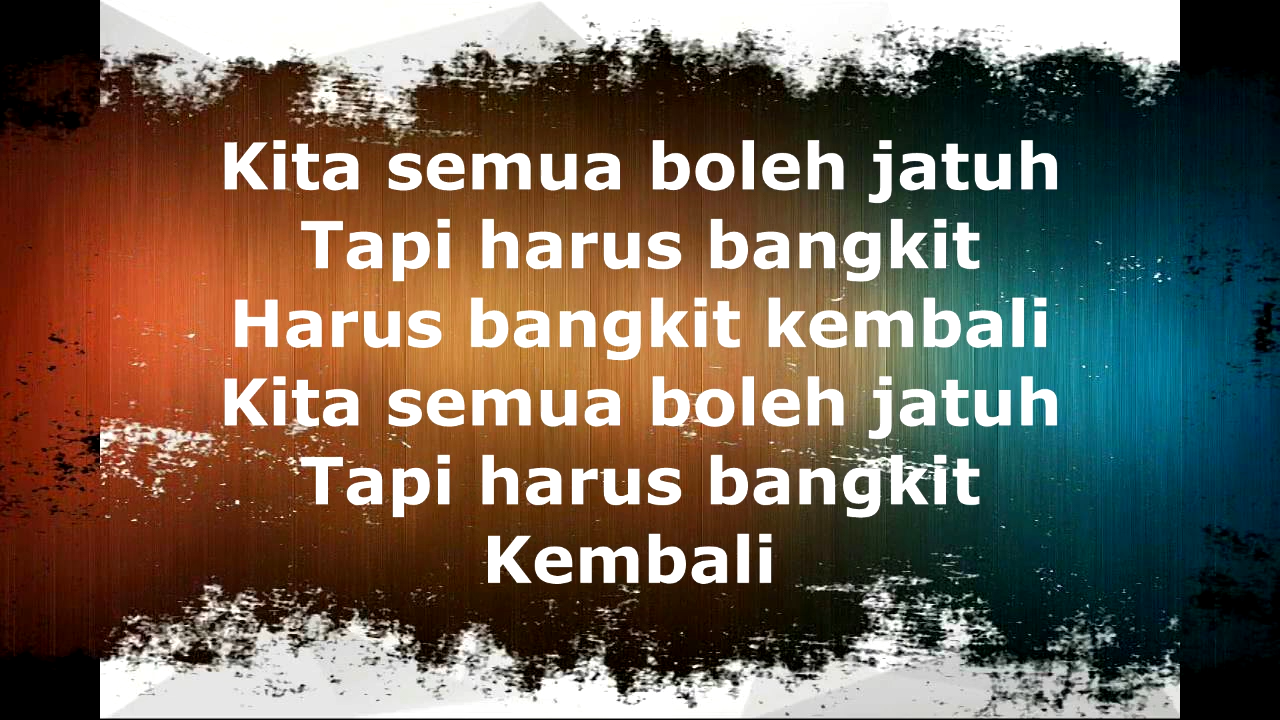 Kita semua boleh jatuh
Tapi harus bangkit
Harus bangkit kembali
Kita semua boleh jatuh
Tapi harus bangkit
Kembali